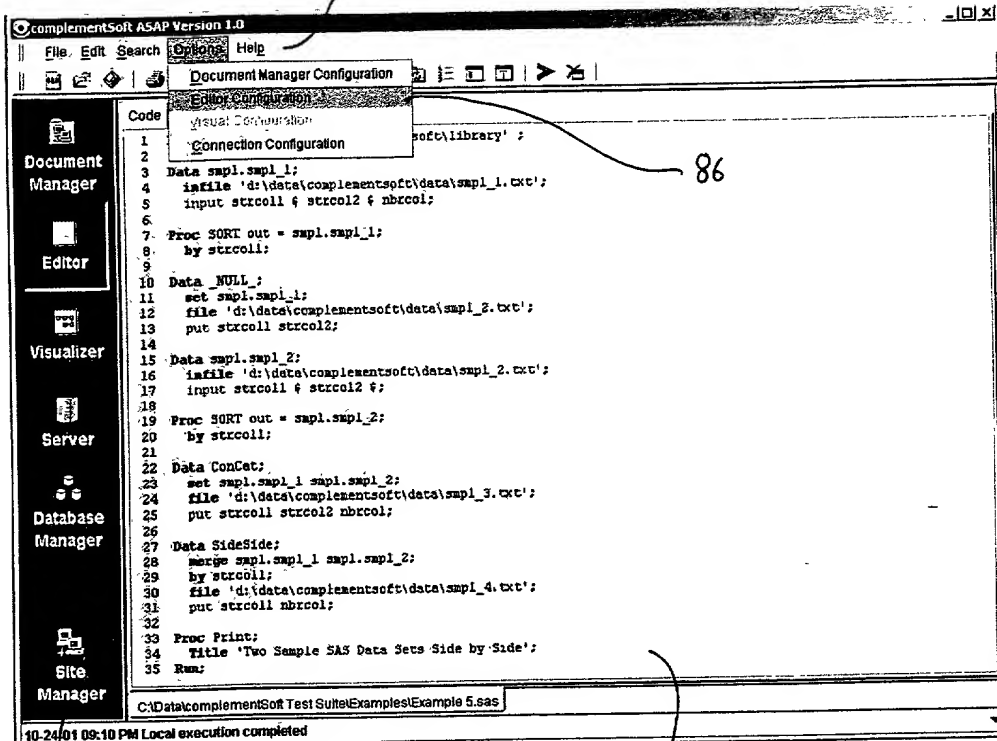 complementSoft ASAP Version 1.0
File Edit Search Options Help
Document Manager Configuration
Editor Configuration
Visual Configuration
Connection Configuration
86
Document Manager
Editor
Visualizer
Server
Database Manager
Site Manager
Code
1 soft\library' ;
2
3 Data smpl.smpl_1;
4 infile 'd:\data\complementsoft\data\smpl_1.txt';
5 input strcol1 $ strcol2 $ nbrcol;
6
7 Proc SORT out = smpl.smpl_1;
8 by strcol1;
9
10 Data _NULL_;
11 set smpl.smpl_1;
12 file 'd:\data\complementsoft\data\smpl_2.txt';
13 put strcol1 strcol2;
14
15 Data smpl.smpl_2;
16 infile 'd:\data\complementsoft\data\smpl_2.txt';
17 input strcol1 $ strcol2 $;
18
19 Proc SORT out = smpl.smpl_2;
20 by strcol1;
21
22 Data ConCat;
23 set smpl.smpl_1 smpl.smpl_2;
24 file 'd:\data\complementsoft\data\smpl_3.txt';
25 put strcol1 strcol2 nbrcol;
26
27 Data SideSide;
28 merge smpl.smpl_1 smpl.smpl_2;
29 by strcol1;
30 file 'd:\data\complementsoft\data\smpl_4.txt';
31 put strcol1 nbrcol;
32
33 Proc Print;
34 Title 'Two Sample SAS Data Sets Side by Side';
35 Run;
C:\Data\complementSoft Test Suite\Examples\Example 5.sas
10-24-01 09:10 PM Local execution completed